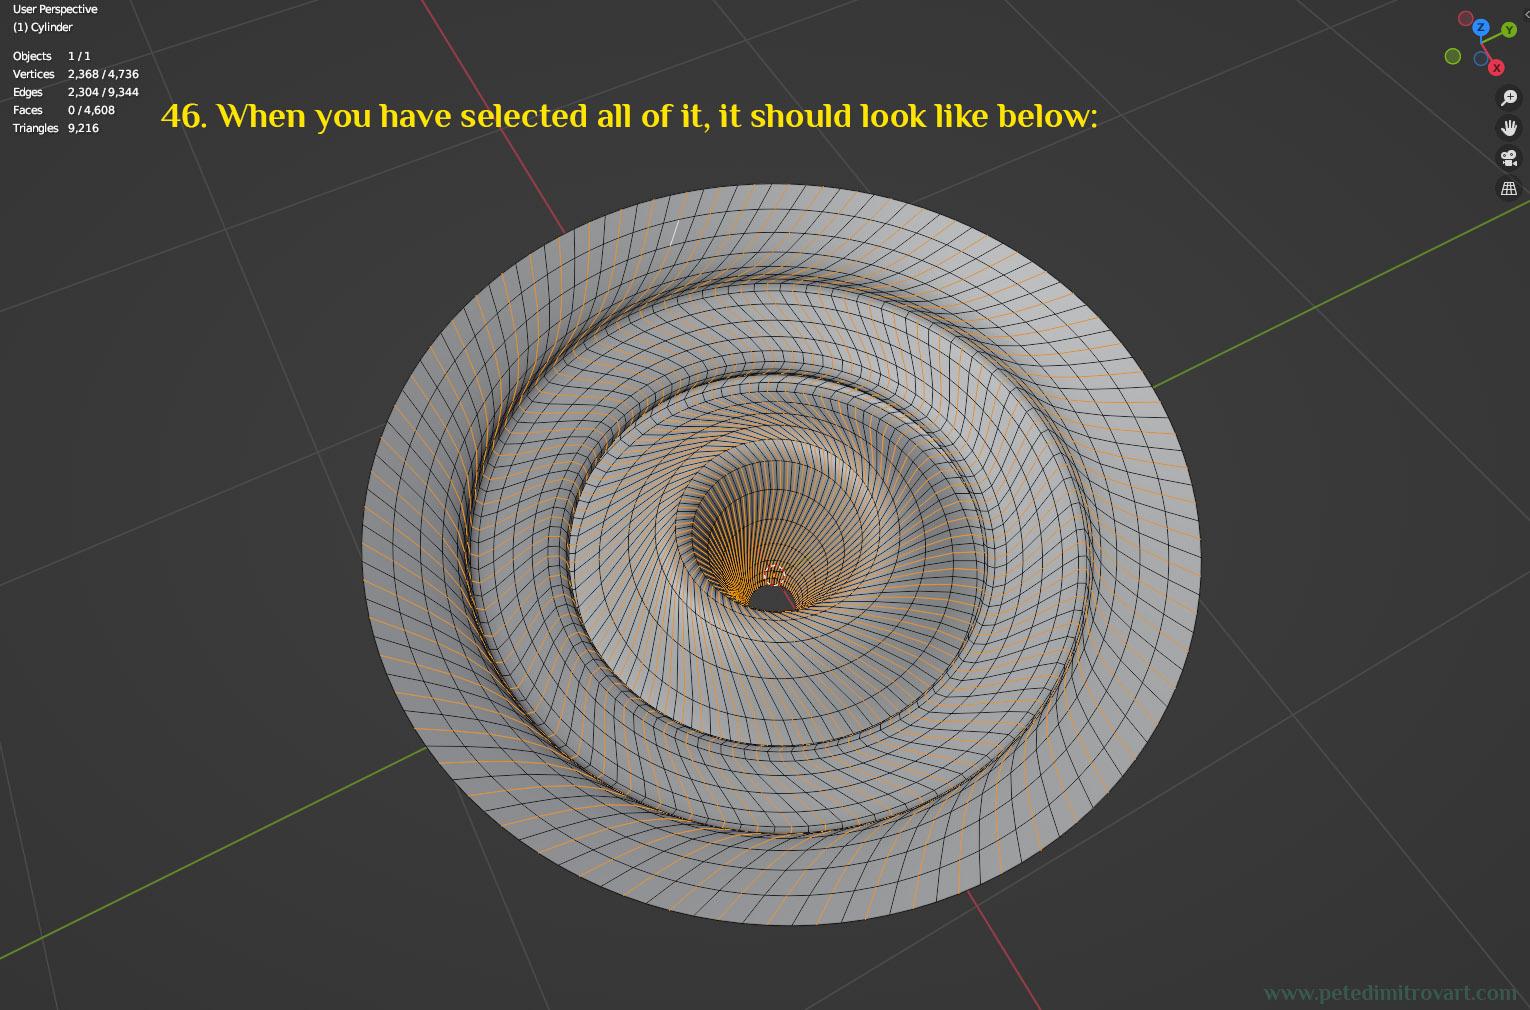 User Perspective
(1) Cylinder
Objects 1 / 1
Vertices 2,368 / 4,736
Edges 2,304 / 9,344
Faces 0 / 4,608
Triangles 9,216
46. When you have selected all of it, it should look like below:
Z
Y
X
www.petedimitrovart.com